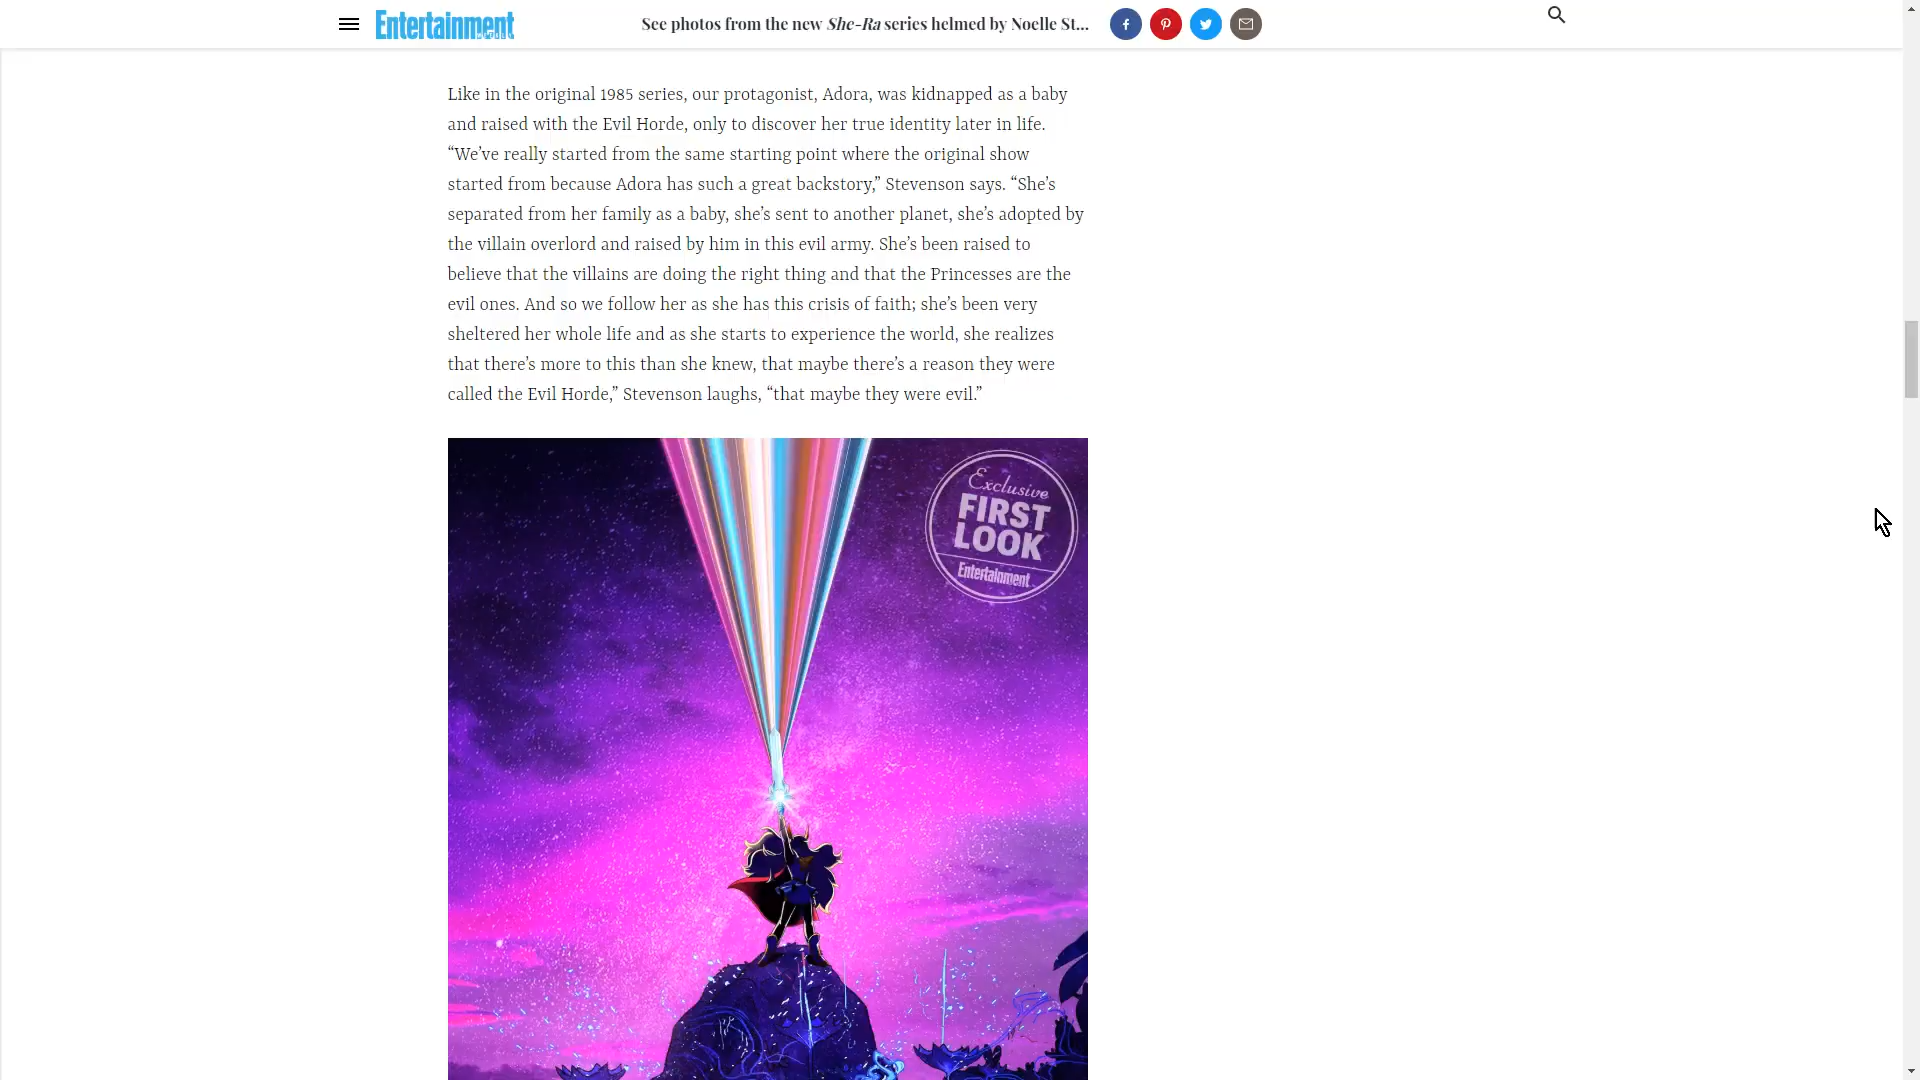 Entertainment
See photos from the new She-Ra series helmed by Noelle St...
Like in the original 1985 series, our protagonist, Adora, was kidnapped as a baby
and raised with the Evil Horde, only to discover her true identity later in life.
“We’ve really started from the same starting point where the original show
started from because Adora has such a great backstory,” Stevenson says. “She’s
separated from her family as a baby, she’s sent to another planet, she’s adopted by
the villain overlord and raised by him in this evil army. She’s been raised to
believe that the villains are doing the right thing and that the Princesses are the
evil ones. And so we follow her as she has this crisis of faith; she’s been very
sheltered her whole life and as she starts to experience the world, she realizes
that there’s more to this than she knew, that maybe there’s a reason they were
called the Evil Horde,” Stevenson laughs, “that maybe they were evil.”
Exclusive
FIRST
LOOK
Entertainment